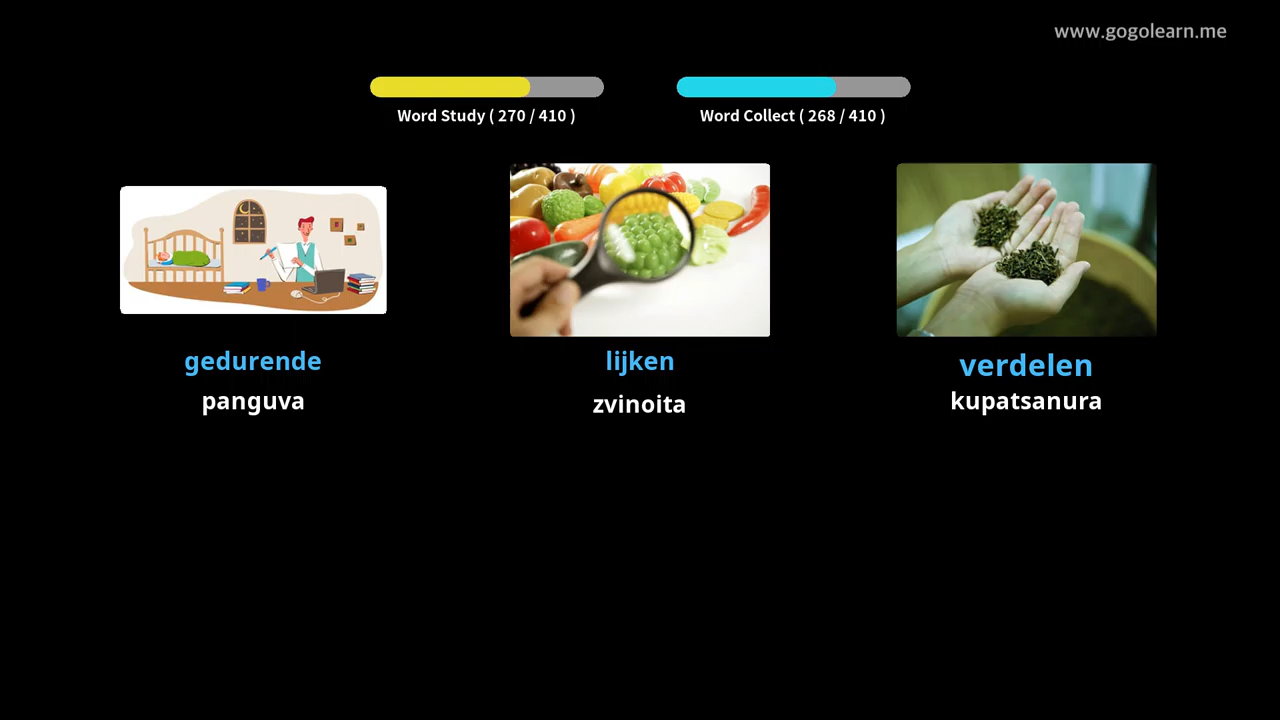 www.gogolearn.me
Word Study ( 270 / 410 )
Word Collect ( 268 / 410 )
gedurende
panguva
lijken
zvinoita
verdelen
kupatsanura